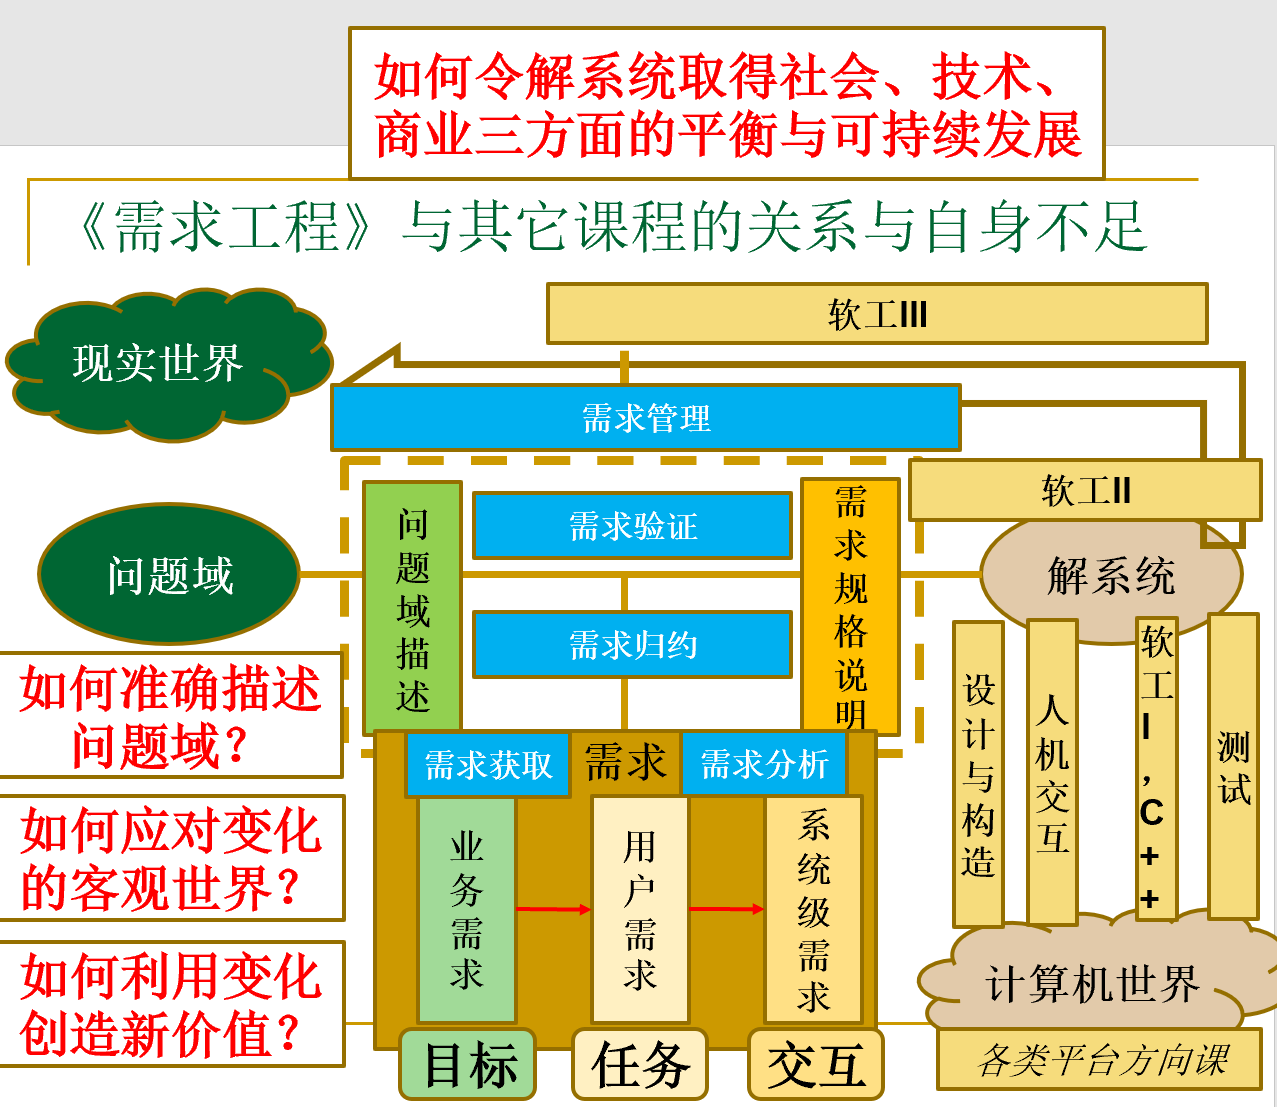 如何令解系统取得社会、技术、
商业三方面的平衡与可持续发展
《需求工程》与其它课程的关系与自身不足
软工III
现实世界
需求管理
软工II
问题域
问题域描述
需求验证
需求归约
需求规格说明
解系统
如何准确描述
问题域？
需求获取
需求
需求分析
业务需求
用户需求
系统级需求
设计与构造
人机交互
软工I，C++
测试
如何应对变化
的客观世界？
如何利用变化
创造新价值？
计算机世界
目标
任务
交互
各类平台方向课